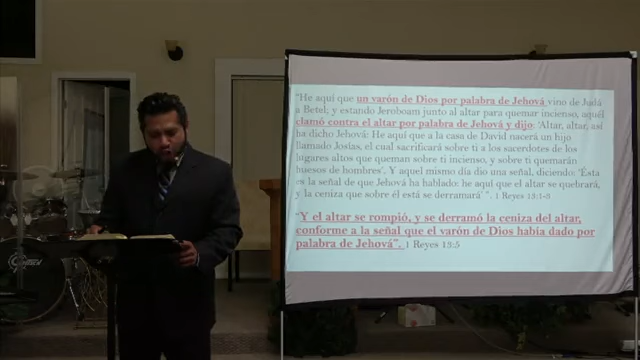 "He aquí que un varón de Dios por palabra de Jehová vino de Judá
a Betel; y estando Jeroboam junto al altar para quemar incienso, aquél
clamó contra el altar por palabra de Jehová y dijo: 'Altar, altar, así
ha dicho Jehová: He aquí que a la casa de David nacerá un hijo
llamado Josías, el cual sacrificará sobre ti a los sacerdotes de los
lugares altos que queman sobre ti incienso, y sobre ti quemarán
huesos de hombres'. Y aquel mismo día dio una señal, diciendo: 'Ésta
es la señal de que Jehová ha hablado: he aquí que el altar se quebrará,
y la ceniza que sobre él está se derramará' ". 1 Reyes 13:1-3
"Y el altar se rompió, y se derramó la ceniza del altar,
conforme a la señal que el varón de Dios había dado por
palabra de Jehová". 1 Reyes 13:5